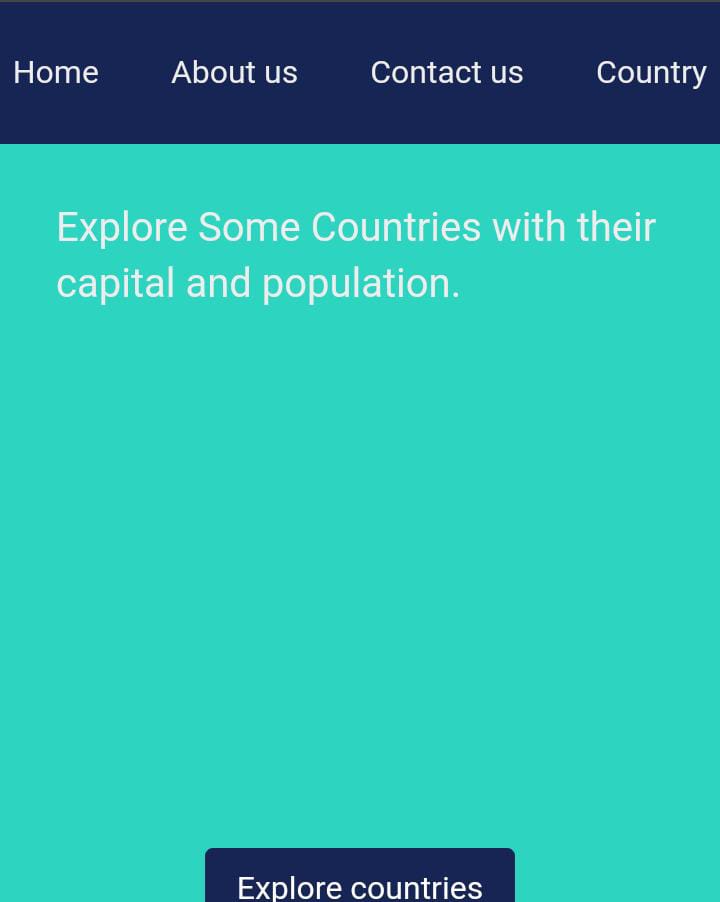 Home About us Contact us Country
Explore Some Countries with their
capital and population.
Explore countries